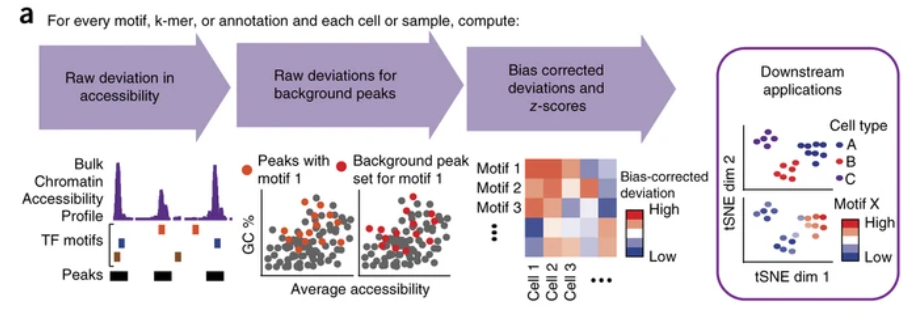 a
For every motif, k-mer, or annotation and each cell or sample, compute:
Raw deviation in
accessibility
Raw deviations for
background peaks
Bias corrected
deviations and
z-scores
Downstream
applications
Bulk
Chromatin
Accessibility
Profile
TF motifs
Peaks
Peaks with
motif 1
Background peak
set for motif 1
GC %
Average accessibility
Motif 1
Motif 2
Motif 3
Cell 1
Cell 2
Cell 3
Bias-corrected
deviation
High
Low
Cell type
A
B
C
tSNE dim 2
Motif X
High
Low
tSNE dim 1